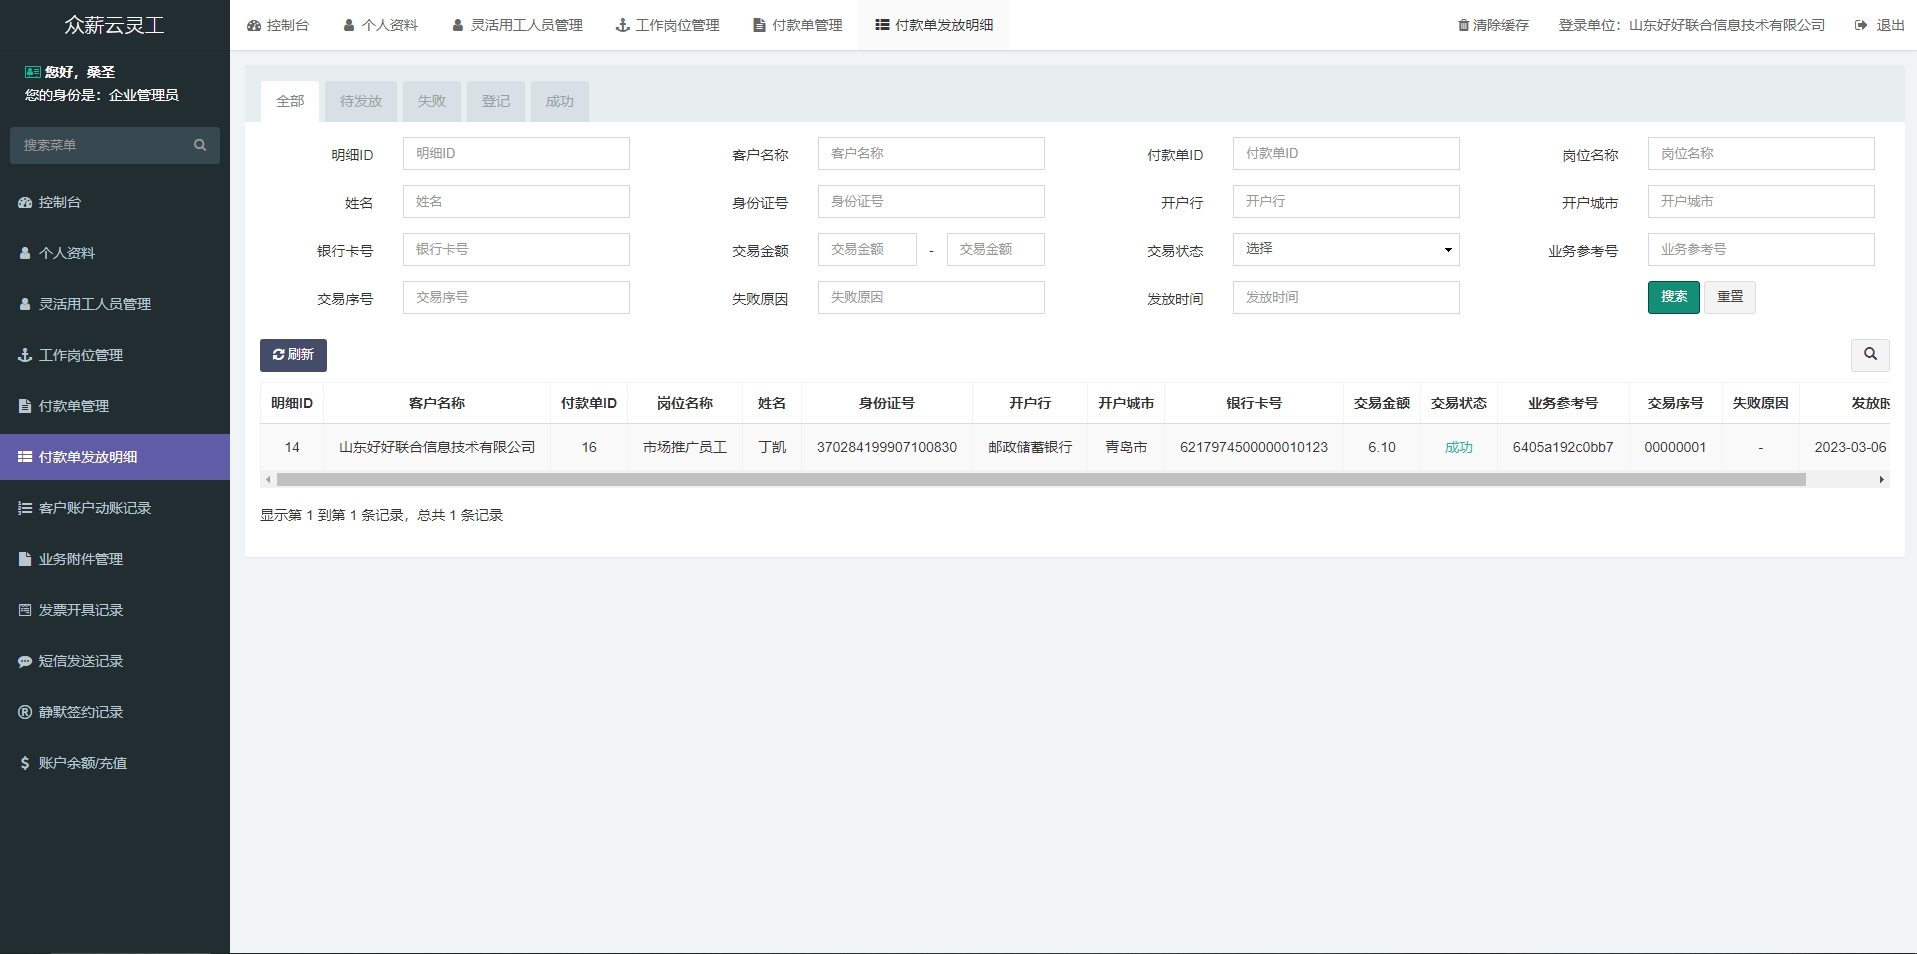 众薪云灵工
您好，桑圣
您的身份是：企业管理员
搜索菜单
控制台
个人资料
灵活用工人员管理
工作岗位管理
付款单管理
付款单发放明细
客户账户动账记录
业务附件管理
发票开具记录
短信发送记录
静默签约记录
账户余额/充值
控制台 个人资料 灵活用工人员管理 工作岗位管理 付款单管理 付款单发放明细 清除缓存 登录单位：山东好好联合信息技术有限公司 退出
全部 待发放 失败 登记 成功
明细ID 明细ID 客户名称 客户名称 付款单ID 付款单ID 岗位名称 岗位名称
姓名 姓名 身份证号 身份证号 开户行 开户行 开户城市 开户城市
银行卡号 银行卡号 交易金额 交易金额 - 交易金额 交易状态 选择 业务参考号 业务参考号
交易序号 交易序号 失败原因 失败原因 发放时间 发放时间 搜索 重置
刷新
明细ID 客户名称 付款单ID 岗位名称 姓名 身份证号 开户行 开户城市 银行卡号 交易金额 交易状态 业务参考号 交易序号 失败原因 发放时
14 山东好好联合信息技术有限公司 16 市场推广员工 丁凯 370284199907100830 邮政储蓄银行 青岛市 6217974500000010123 6.10 成功 6405a192c0bb7 00000001 - 2023-03-06
显示第 1 到第 1 条记录，总共 1 条记录